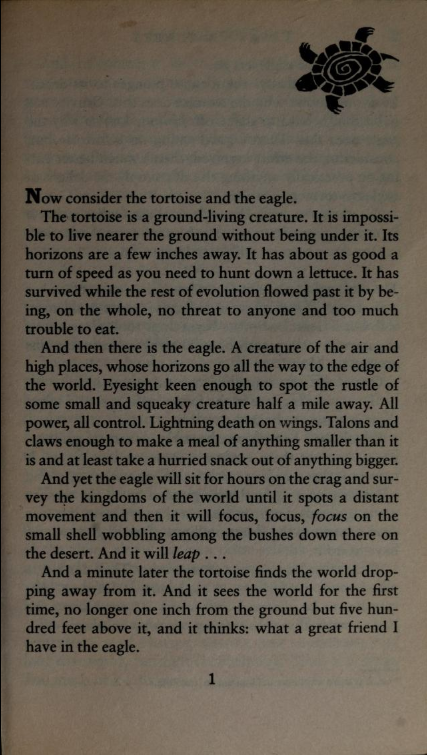 Now consider the tortoise and the eagle.
The tortoise is a ground-living creature. It is impossi-
ble to live nearer the ground without being under it. Its
horizons are a few inches away. It has about as good a
turn of speed as you need to hunt down a lettuce. It has
survived while the rest of evolution flowed past it by be-
ing, on the whole, no threat to anyone and too much
trouble to eat.
And then there is the eagle. A creature of the air and
high places, whose horizons go all the way to the edge of
the world. Eyesight keen enough to spot the rustle of
some small and squeaky creature half a mile away. All
power, all control. Lightning death on wings. Talons and
claws enough to make a meal of anything smaller than it
is and at least take a hurried snack out of anything bigger.
And yet the eagle will sit for hours on the crag and sur-
vey the kingdoms of the world until it spots a distant
movement and then it will focus, focus, focus on the
small shell wobbling among the bushes down there on
the desert. And it will leap . . .
And a minute later the tortoise finds the world drop-
ping away from it. And it sees the world for the first
time, no longer one inch from the ground but five hun-
dred feet above it, and it thinks: what a great friend I
have in the eagle.
1